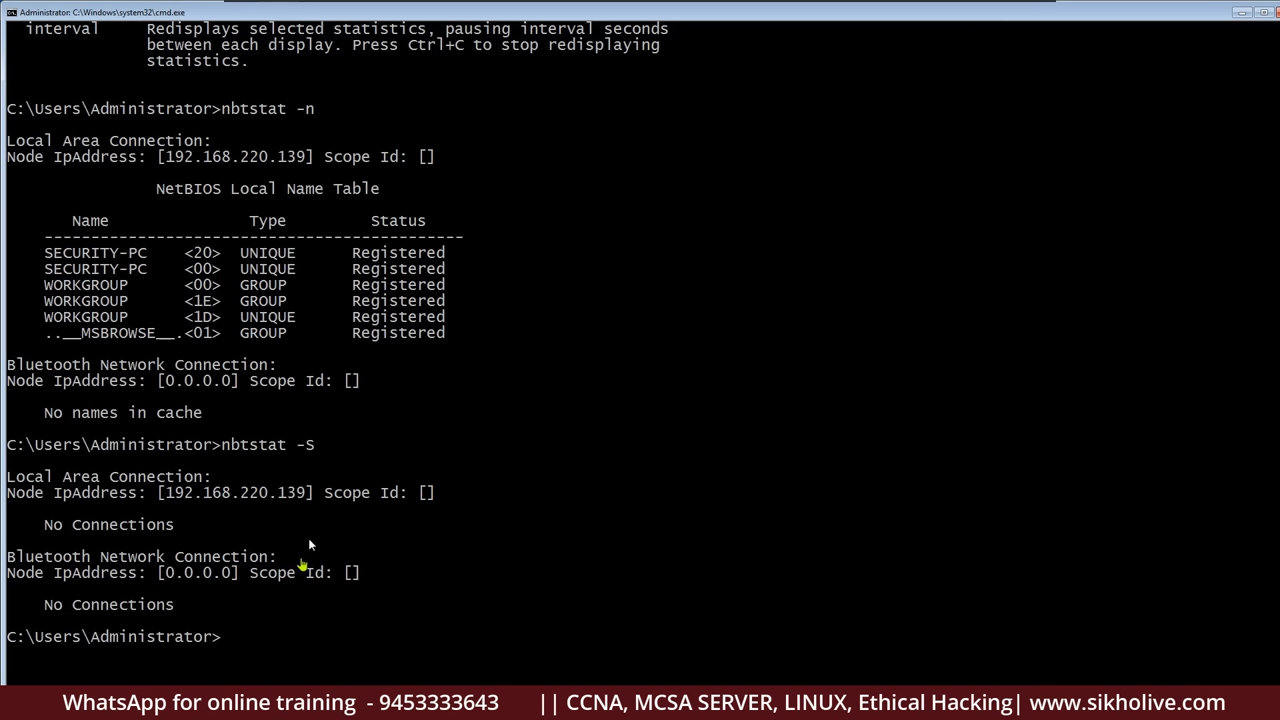 Administrator: C:\Windows\system32\cmd.exe
interval Redisplays selected statistics, pausing interval seconds
between each display. Press Ctrl+C to stop redisplaying
statistics.
C:\Users\Administrator>nbtstat -n
Local Area Connection:
Node IpAddress: [192.168.220.139] Scope Id: []
NetBIOS Local Name Table
Name Type Status
---------------------------------------------
SECURITY-PC <20> UNIQUE Registered
SECURITY-PC <00> UNIQUE Registered
WORKGROUP <00> GROUP Registered
WORKGROUP <1E> GROUP Registered
WORKGROUP <1D> UNIQUE Registered
..__MSBROWSE__.<01> GROUP Registered
Bluetooth Network Connection:
Node IpAddress: [0.0.0.0] Scope Id: []
No names in cache
C:\Users\Administrator>nbtstat -S
Local Area Connection:
Node IpAddress: [192.168.220.139] Scope Id: []
No Connections
Bluetooth Network Connection:
Node IpAddress: [0.0.0.0] Scope Id: []
No Connections
C:\Users\Administrator>
WhatsApp for online training - 9453333643 || CCNA, MCSA SERVER, LINUX, Ethical Hacking| www.sikholive.com